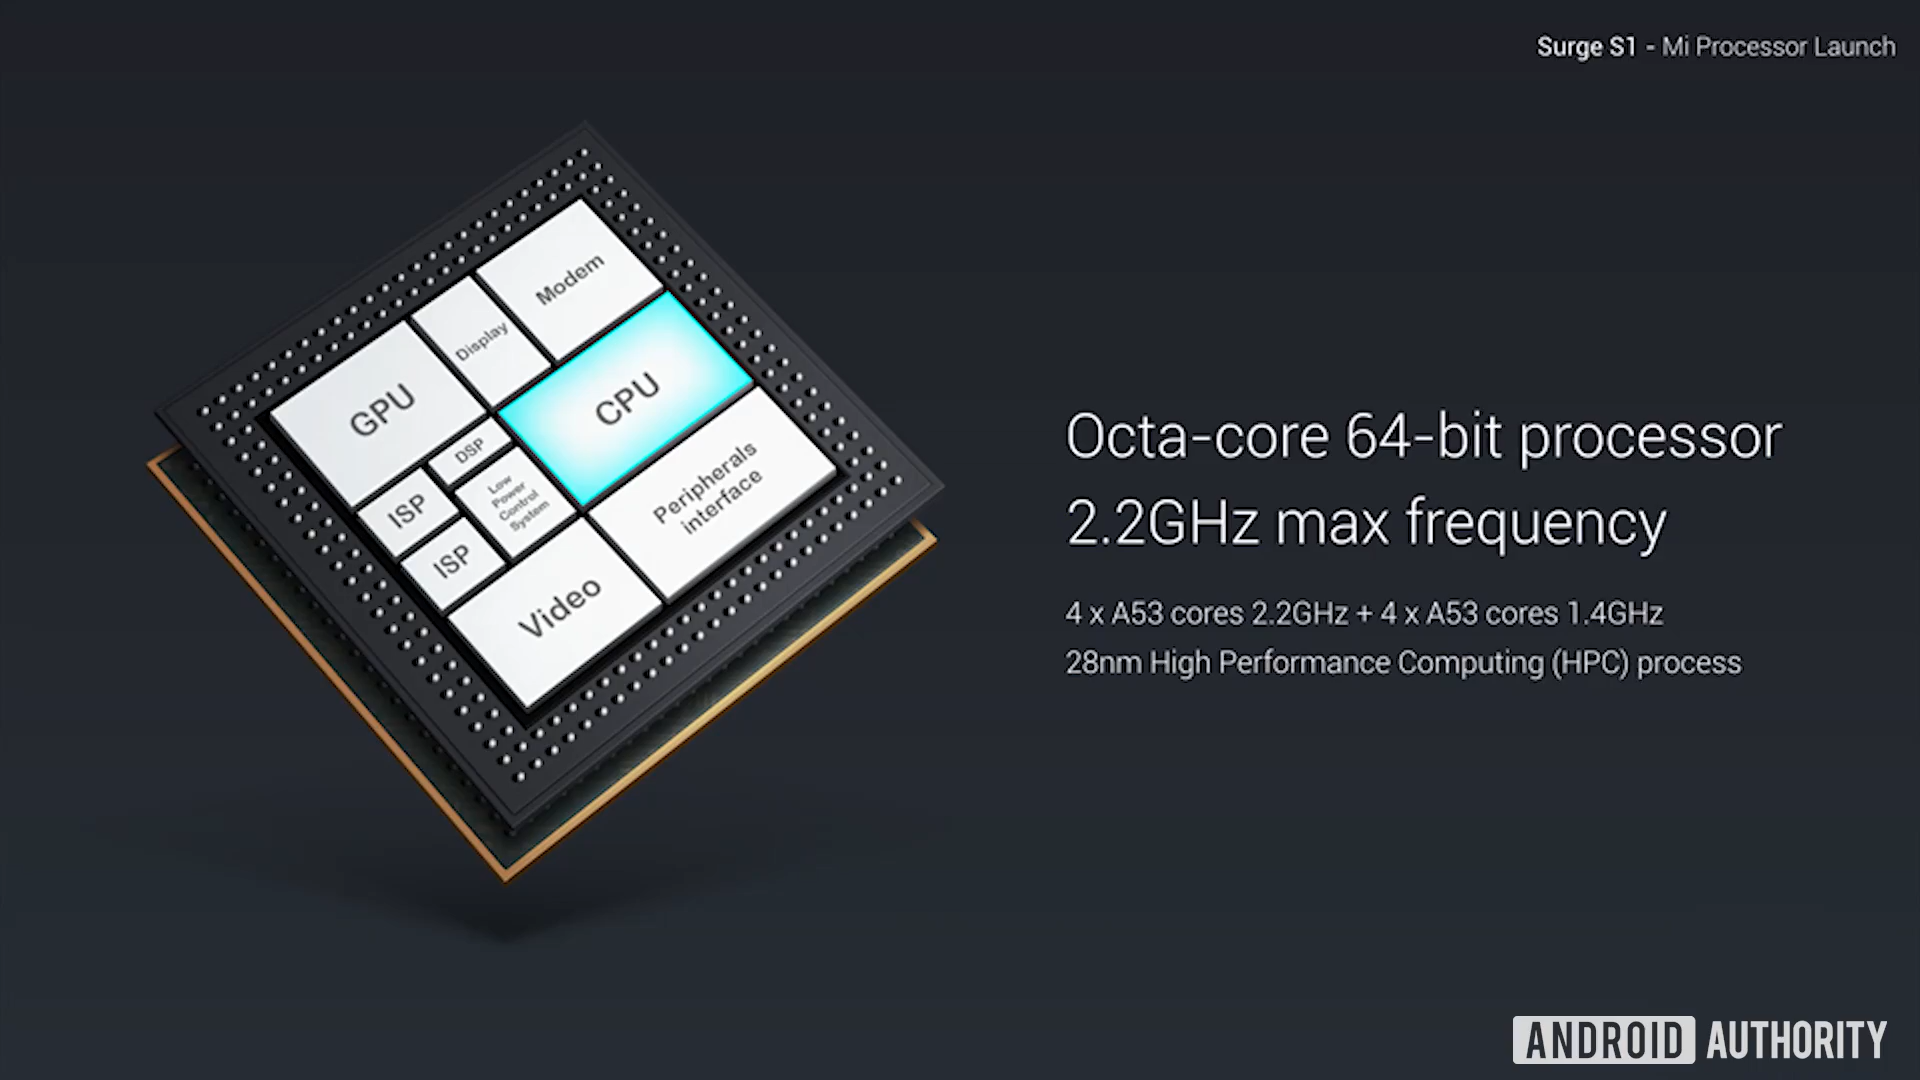 Surge S1 - Mi Processor Launch
Modem
Display
GPU
CPU
DSP
ISP
Low
Power
Control
System
Peripherals
interface
ISP
Video
Octa-core 64-bit processor
2.2GHz max frequency
4 x A53 cores 2.2GHz + 4 x A53 cores 1.4GHz
28nm High Performance Computing (HPC) process
ANDROID AUTHORITY